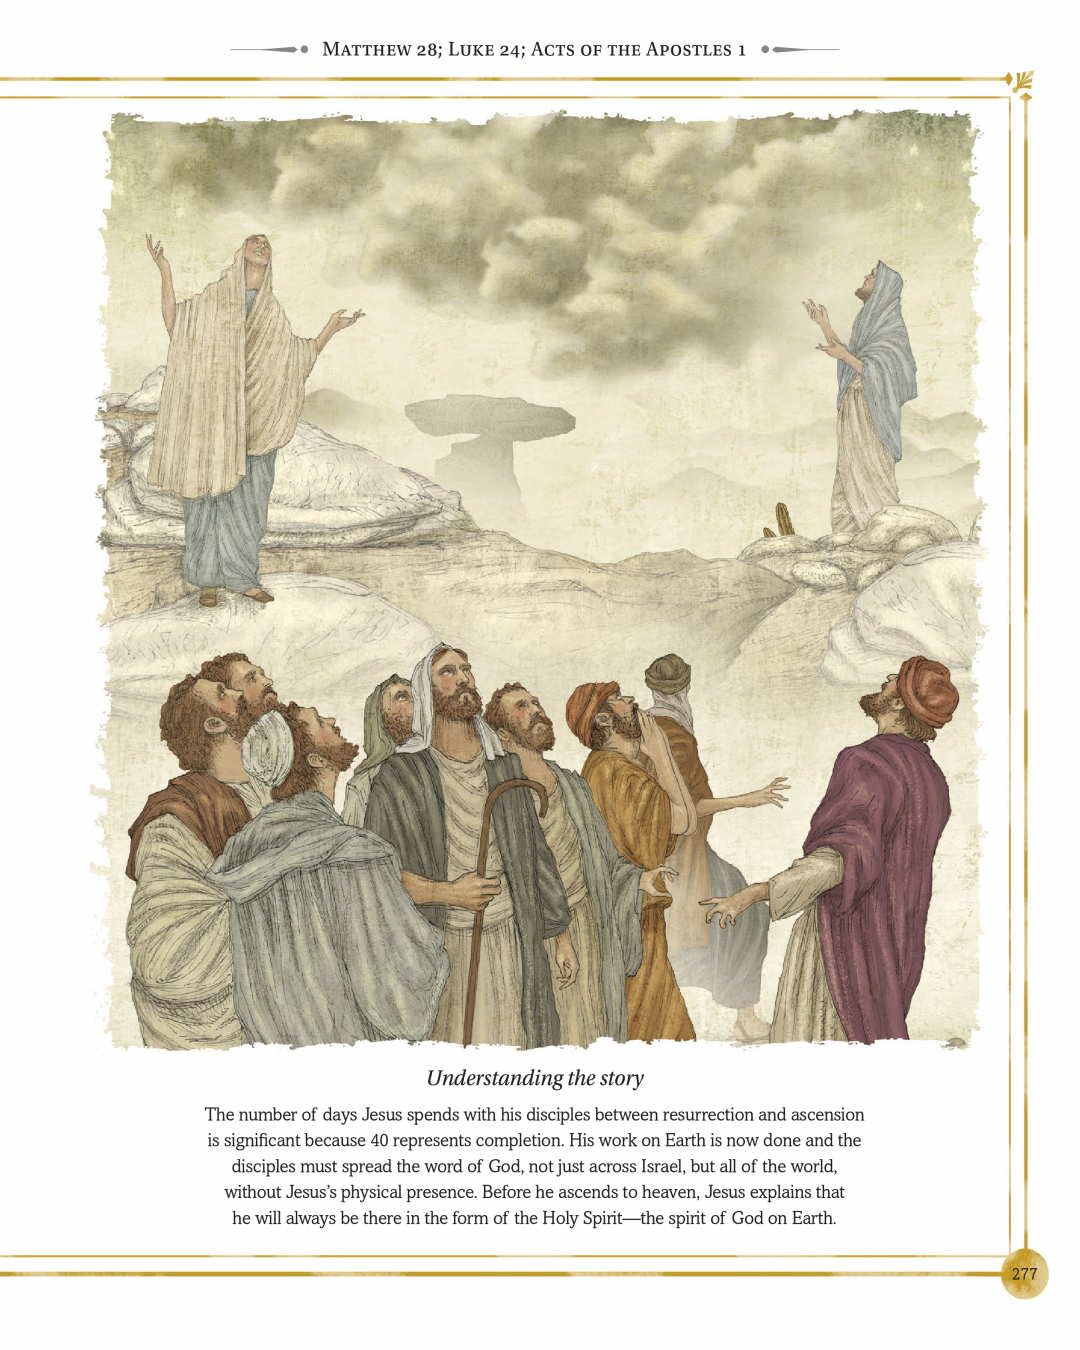 Matthew 28; Luke 24; Acts of the Apostles 1
Understanding the story
The number of days Jesus spends with his disciples between resurrection and ascension
is significant because 40 represents completion. His work on Earth is now done and the
disciples must spread the word of God, not just across Israel, but all of the world,
without Jesus’s physical presence. Before he ascends to heaven, Jesus explains that
he will always be there in the form of the Holy Spirit—the spirit of God on Earth.
277